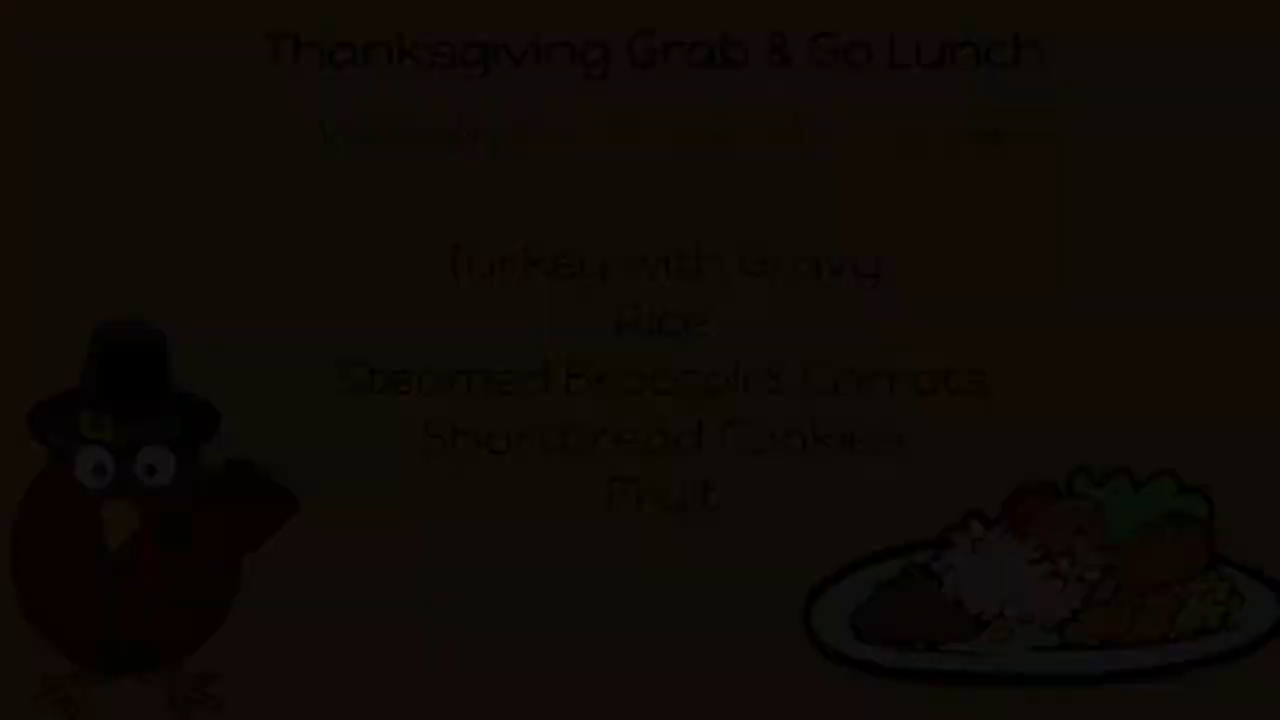 Thanksgiving Grab & Go Lunch
Turkey with Gravy
Rice
Steamed Broccoli & Carrots
Shortbread Cookies
Fruit